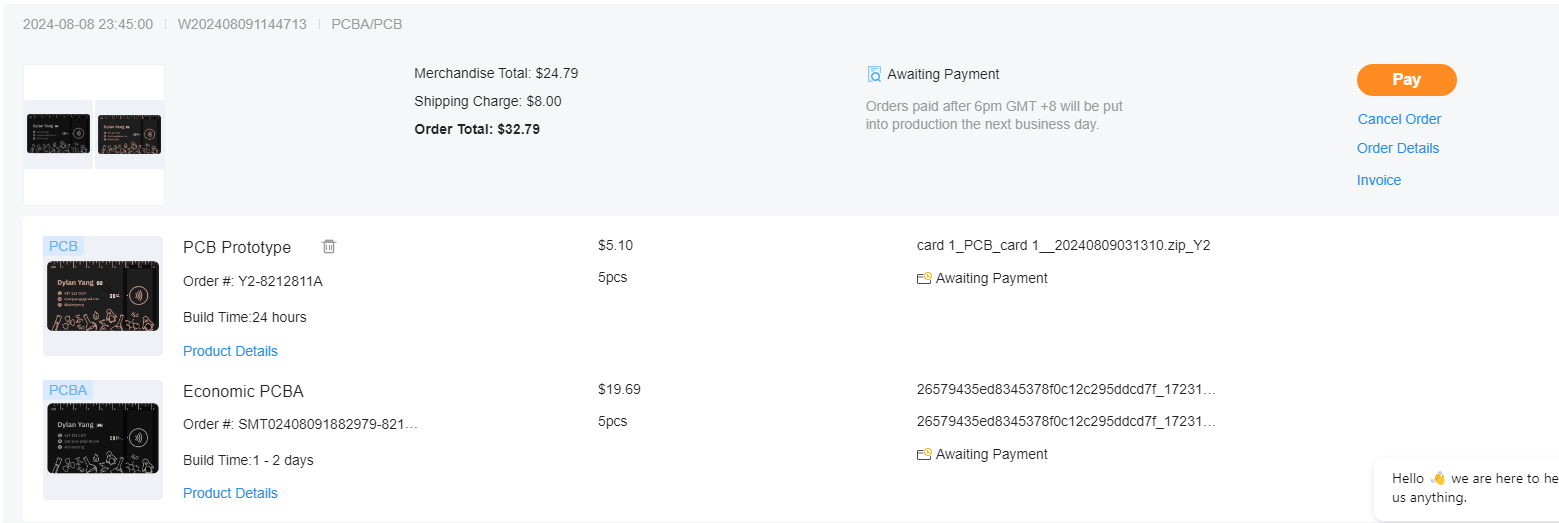 2024-08-08 23:45:00 W202408091144713 PCBA/PCB
Merchandise Total: $24.79
Shipping Charge: $8.00
Order Total: $32.79
Awaiting Payment
Orders paid after 6pm GMT +8 will be put
into production the next business day.
Pay
Cancel Order
Order Details
Invoice
Dylan Yang
Dylan Yang
PCB
Dylan Yang
PCB Prototype
Order #: Y2-8212811A
Build Time:24 hours
Product Details
$5.10
5pcs
card 1_PCB_card 1__20240809031310.zip_Y2
Awaiting Payment
PCBA
Dylan Yang
Economic PCBA
Order #: SMT02408091882979-821...
Build Time:1 - 2 days
Product Details
$19.69
5pcs
26579435ed8345378f0c12c295ddcd7f_17231...
26579435ed8345378f0c12c295ddcd7f_17231...
Awaiting Payment
Hello 👋 we are here to he
us anything.